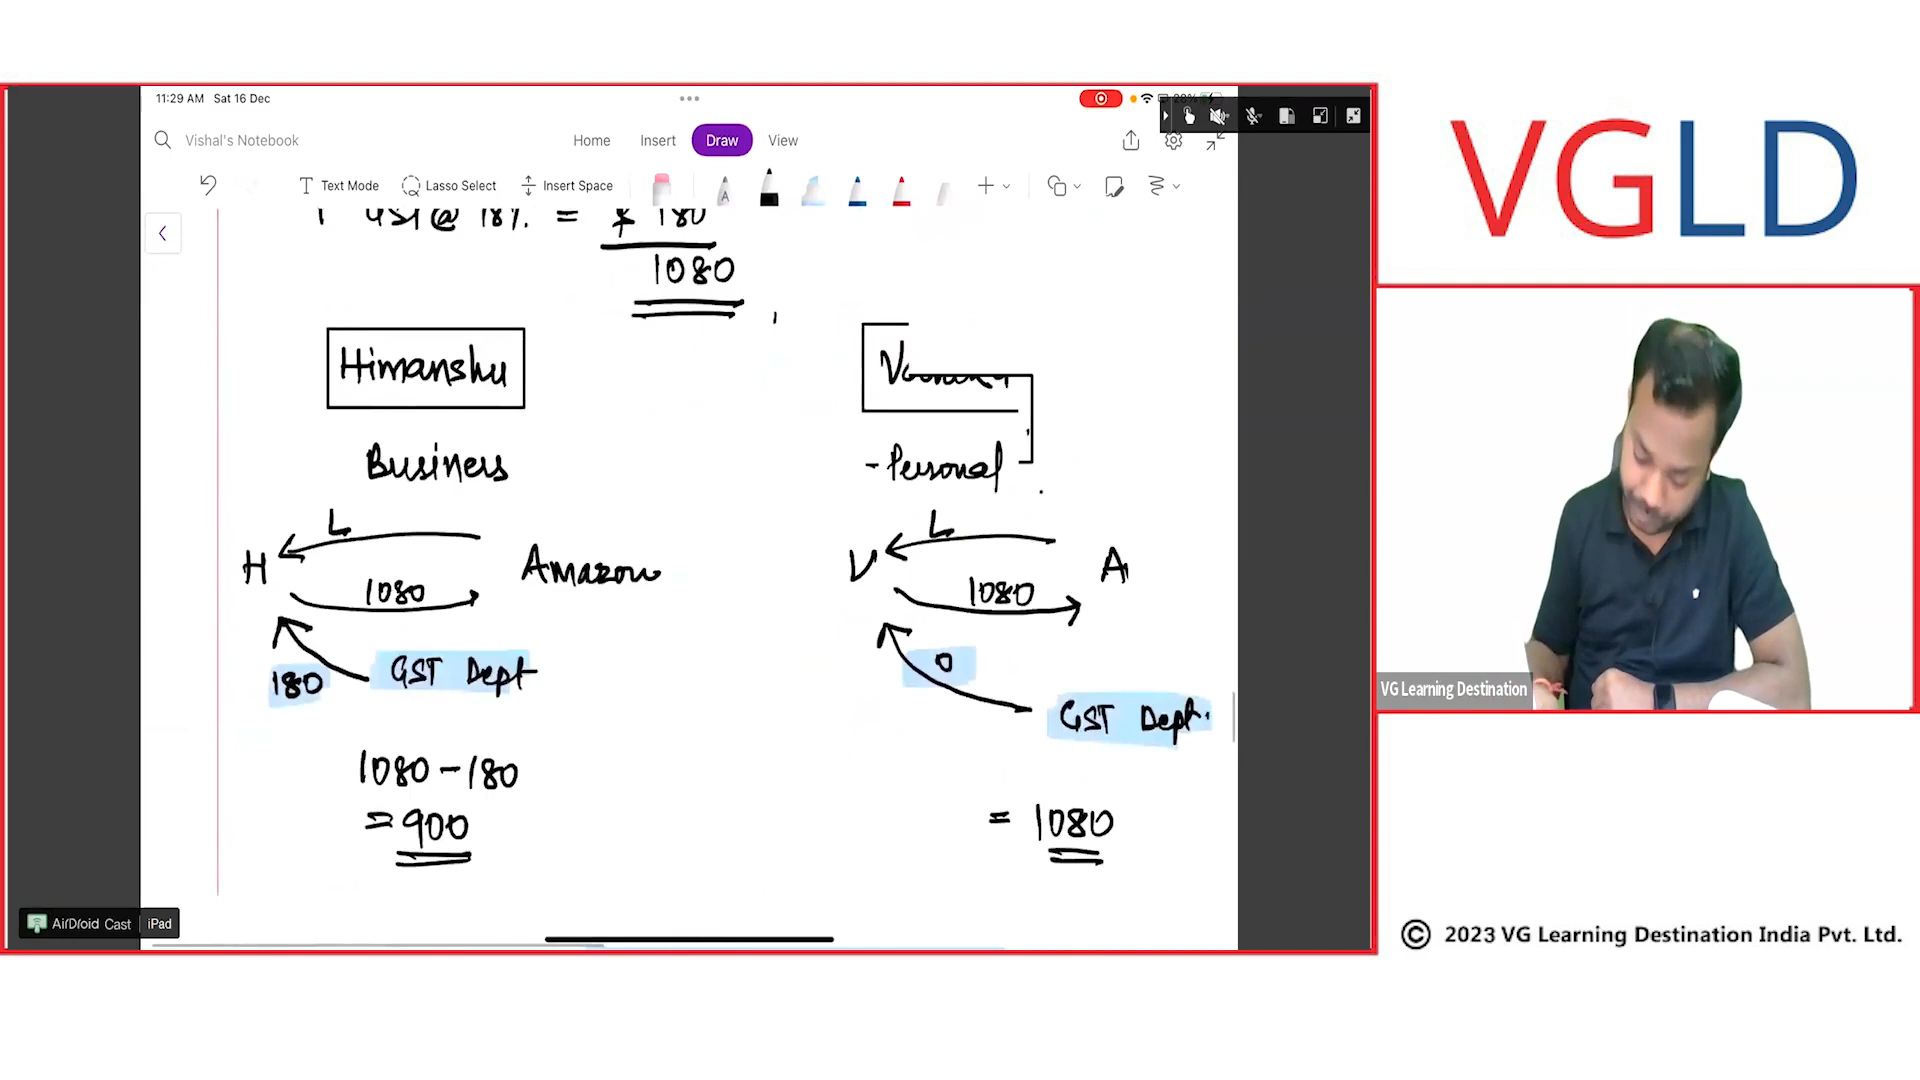 11:29 AM Sat 16 Dec
28%
Vishal's Notebook
Home Insert Draw View
Text Mode Lasso Select Insert Space
GST @ 18% = 180
1080
Himanshu
Business - Personal
L L
H Amazon V A
1080 1080
180 GST Dept 0
GST Dept.
1080 - 180
= 900 = 1080
AirDroid Cast iPad
VGLD
VG Learning Destination
© 2023 VG Learning Destination India Pvt. Ltd.